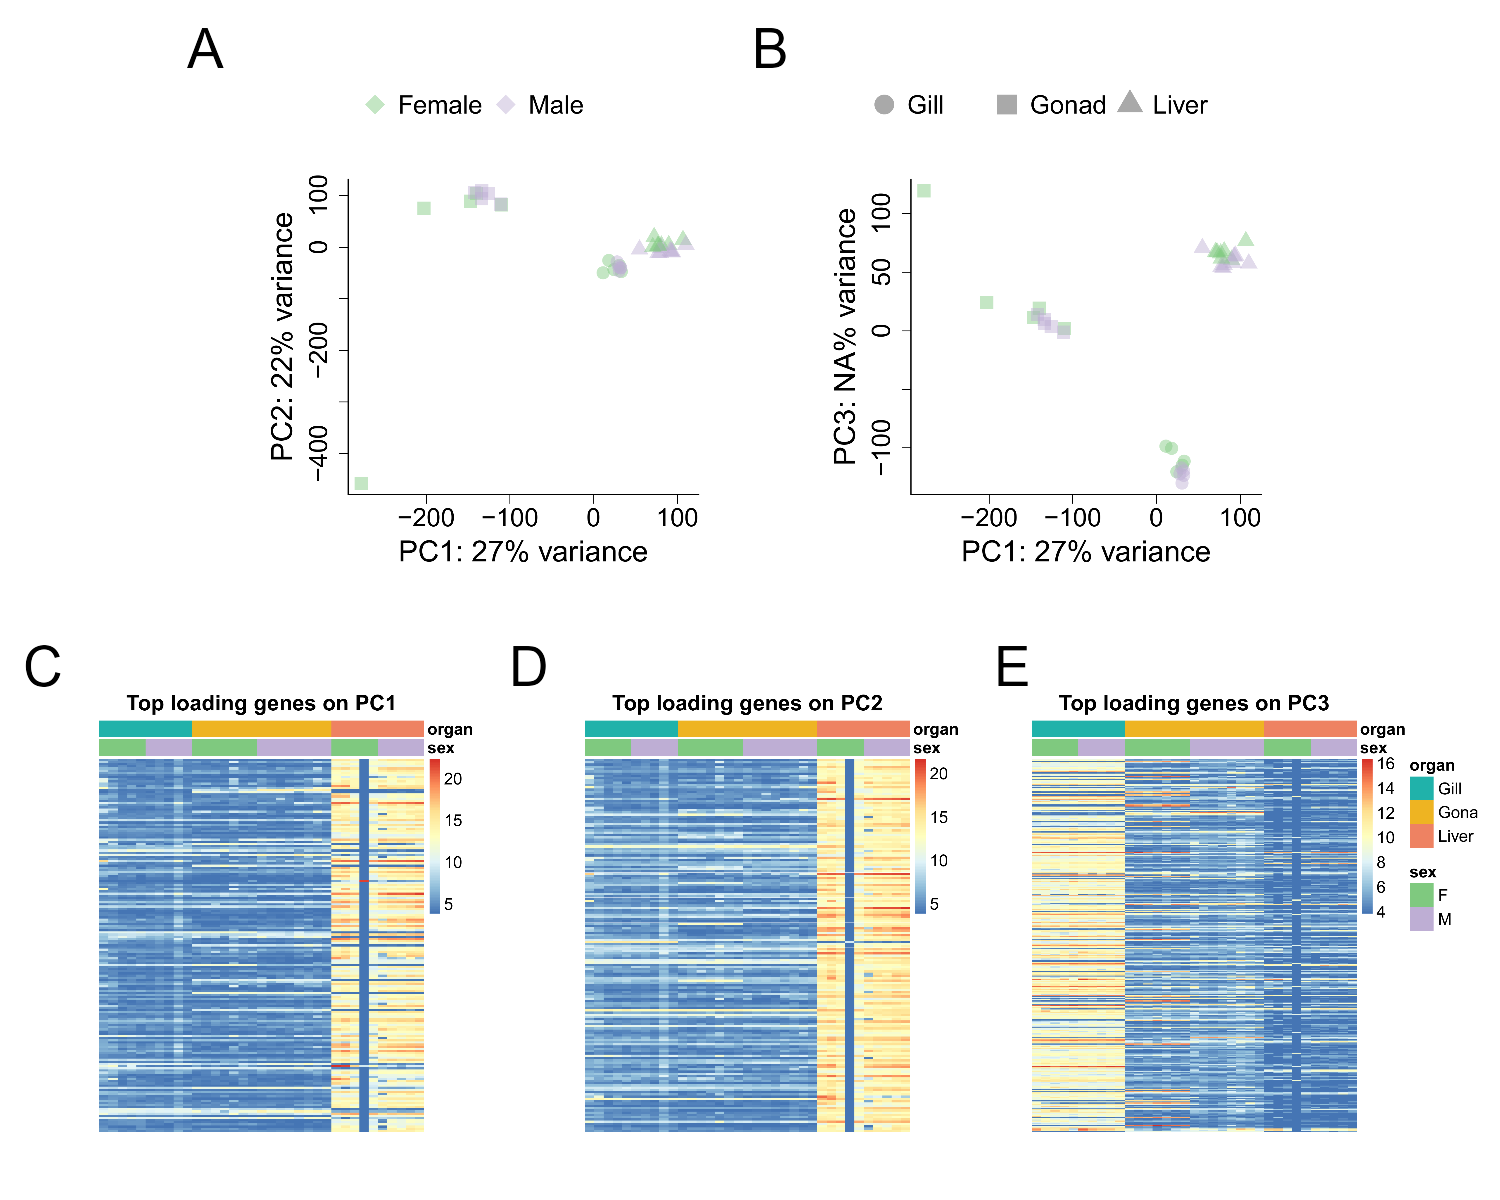 A
B
Female
Male
Gill
Gonad
Liver
100
0
−200
−400
PC2: 22% variance
−200
−100
0
100
PC1: 27% variance
100
50
0
−100
PC3: NA% variance
−200
−100
0
100
PC1: 27% variance
C
D
E
Top loading genes on PC1
organ
sex
20
15
10
5
Top loading genes on PC2
organ
sex
20
15
10
5
Top loading genes on PC3
organ
sex
16
14
12
10
8
6
4
organ
Gill
Gona
Liver
sex
F
M